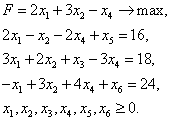 F = 2x₁ + 3x₂ − x₄ → max,
2x₁ − x₂ − 2x₄ + x₅ = 16,
3x₁ + 2x₂ + x₃ − 3x₄ = 18,
−x₁ + 3x₂ + 4x₄ + x₆ = 24,
x₁, x₂, x₃, x₄, x₅, x₆ ≥ 0.